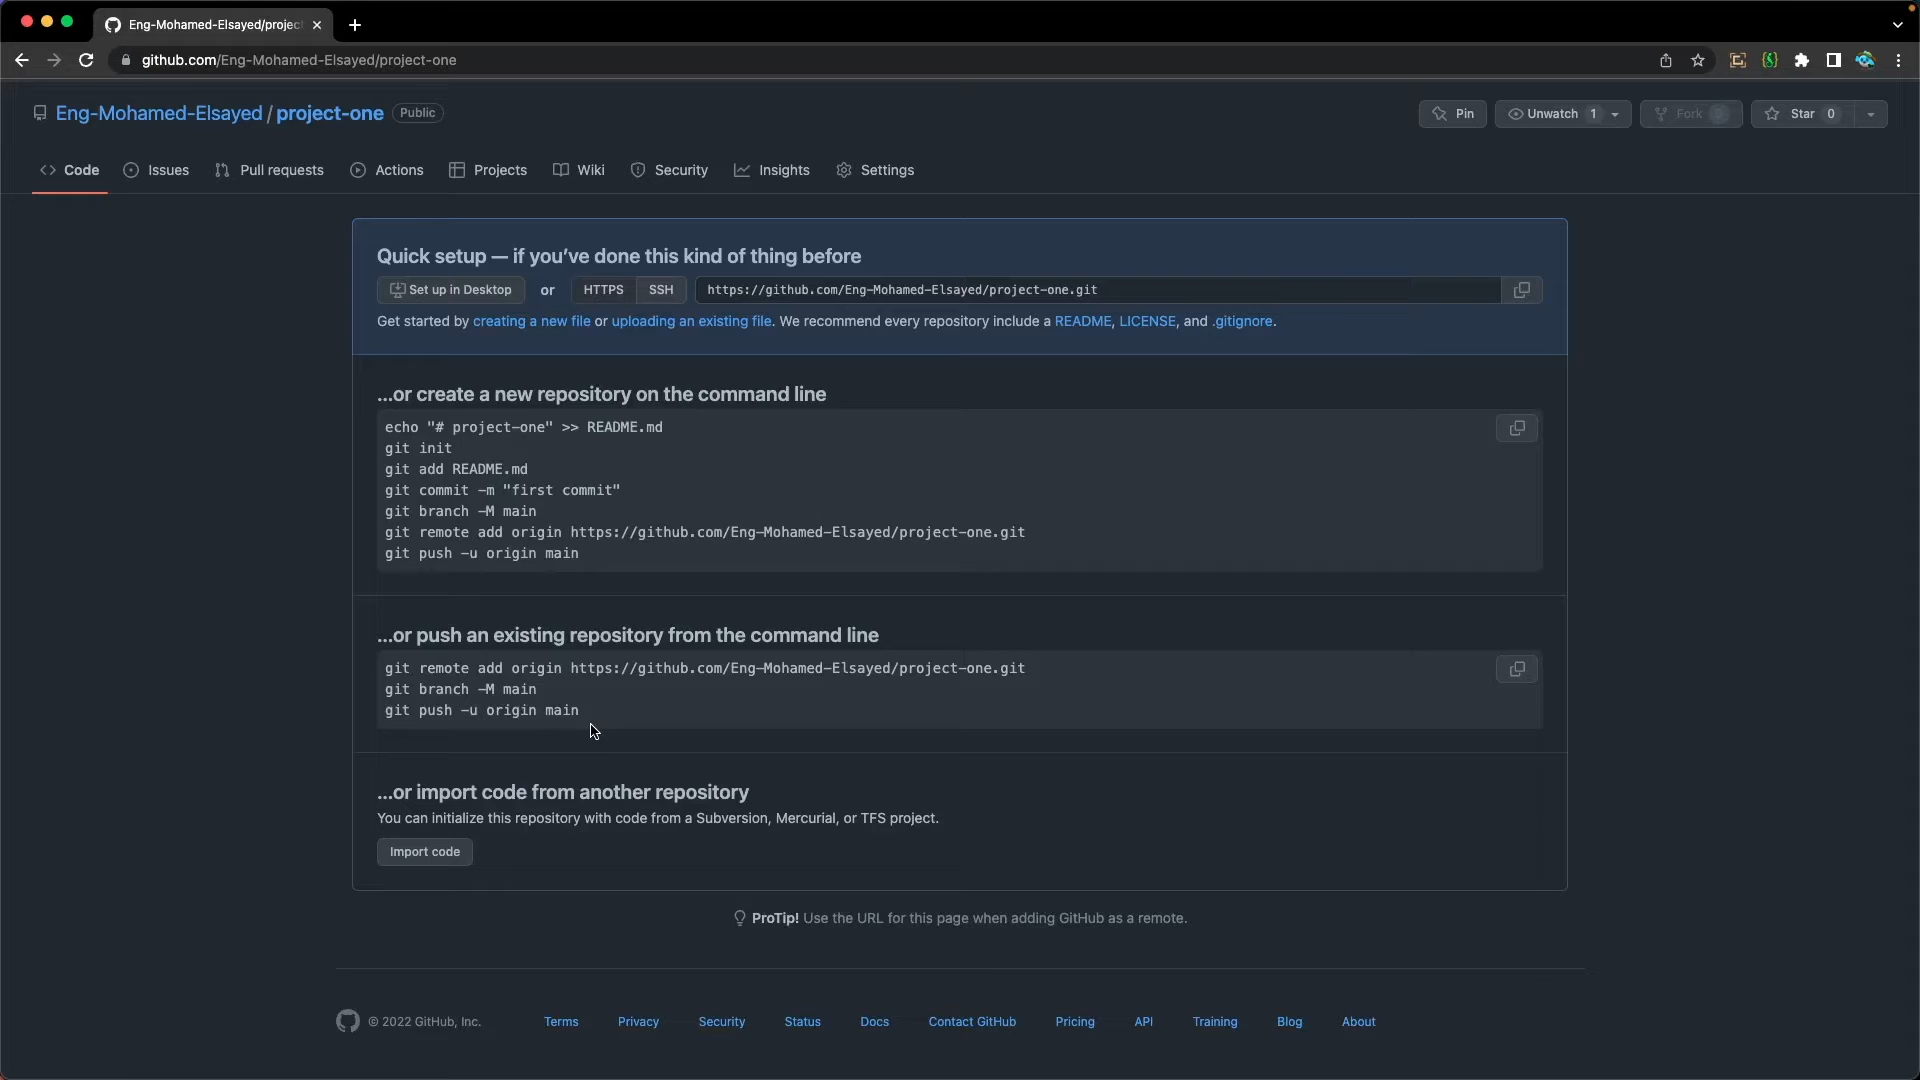 Eng-Mohamed-Elsayed/projec
github.com/Eng-Mohamed-Elsayed/project-one
Eng-Mohamed-Elsayed / project-one Public
Pin
Unwatch 1
Fork 0
Star 0
Code
Issues
Pull requests
Actions
Projects
Wiki
Security
Insights
Settings
Quick setup — if you’ve done this kind of thing before
Set up in Desktop or HTTPS SSH https://github.com/Eng-Mohamed-Elsayed/project-one.git
Get started by creating a new file or uploading an existing file. We recommend every repository include a README, LICENSE, and .gitignore.
…or create a new repository on the command line
echo "# project-one" >> README.md
git init
git add README.md
git commit -m "first commit"
git branch -M main
git remote add origin https://github.com/Eng-Mohamed-Elsayed/project-one.git
git push -u origin main
…or push an existing repository from the command line
git remote add origin https://github.com/Eng-Mohamed-Elsayed/project-one.git
git branch -M main
git push -u origin main
…or import code from another repository
You can initialize this repository with code from a Subversion, Mercurial, or TFS project.
Import code
ProTip! Use the URL for this page when adding GitHub as a remote.
© 2022 GitHub, Inc.
Terms
Privacy
Security
Status
Docs
Contact GitHub
Pricing
API
Training
Blog
About